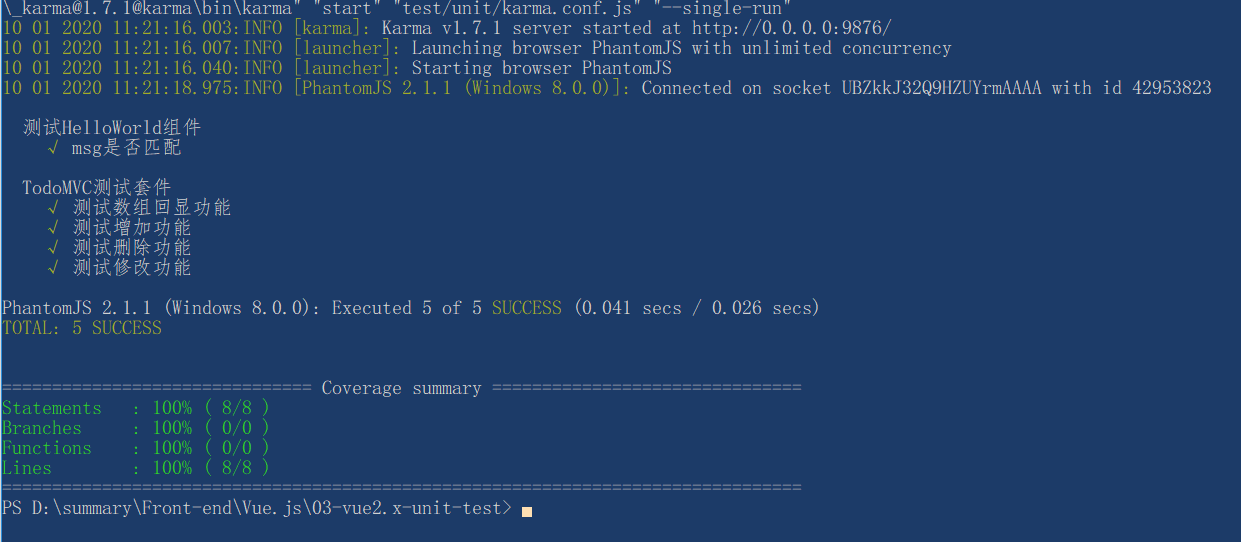 \_karma@1.7.1@karma\bin\karma" "start" "test/unit/karma.conf.js" "--single-run"
10 01 2020 11:21:16.003:INFO [karma]: Karma v1.7.1 server started at http://0.0.0.0:9876/
10 01 2020 11:21:16.007:INFO [launcher]: Launching browser PhantomJS with unlimited concurrency
10 01 2020 11:21:16.040:INFO [launcher]: Starting browser PhantomJS
10 01 2020 11:21:18.975:INFO [PhantomJS 2.1.1 (Windows 8.0.0)]: Connected on socket UBZkkJ32Q9HZUYrmAAAA with id 42953823
测试HelloWorld组件
√ msg是否匹配
TodoMVC测试套件
√ 测试数组回显功能
√ 测试增加功能
√ 测试删除功能
√ 测试修改功能
PhantomJS 2.1.1 (Windows 8.0.0): Executed 5 of 5 SUCCESS (0.041 secs / 0.026 secs)
TOTAL: 5 SUCCESS
=============================== Coverage summary ===============================
Statements   : 100% ( 8/8 )
Branches     : 100% ( 0/0 )
Functions    : 100% ( 0/0 )
Lines        : 100% ( 8/8 )
================================================================================
PS D:\summary\Front-end\Vue.js\03-vue2.x-unit-test>